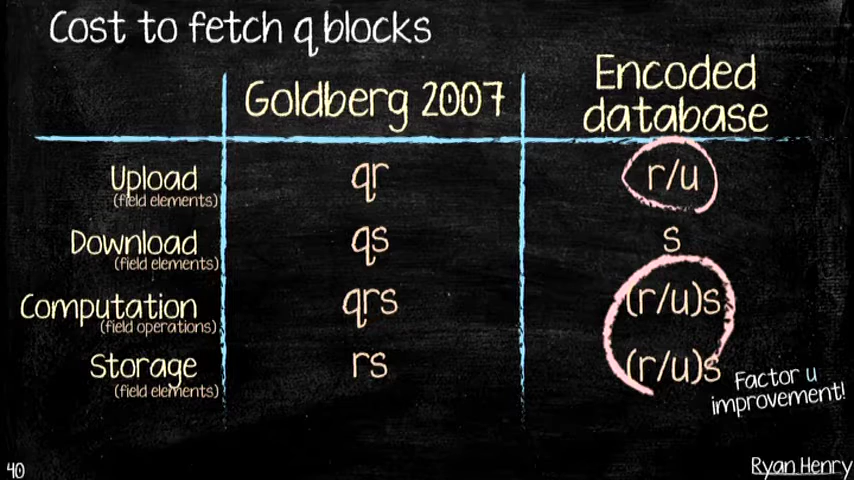 Cost to fetch q blocks
Goldberg 2007
Encoded
database
Upload
(field elements)
qr
r/u
Download
(field elements)
qs
s
Computation
(field operations)
qrs
(r/u)s
Storage
(field elements)
rs
(r/u)s
Factor u
improvement!
40
Ryan Henry